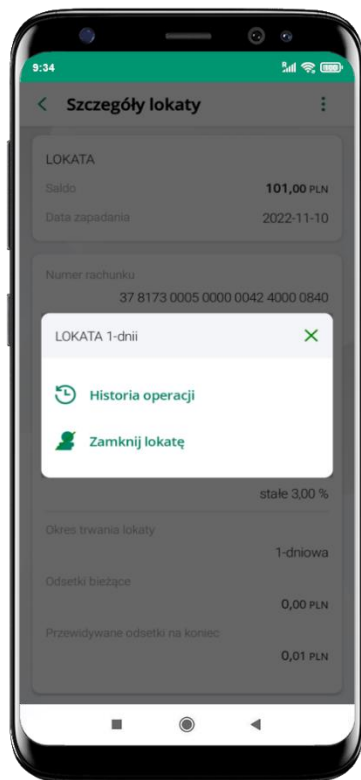 9:34
Szczegóły lokaty
LOKATA
Saldo 101,00 PLN
Data zapadania 2022-11-10
Numer rachunku
37 8173 0005 0000 0042 4000 0840
LOKATA 1-dnii
Historia operacji
Zamknij lokatę
stałe 3,00 %
Okres trwania lokaty
1-dniowa
Odsetki bieżące
0,00 PLN
Przewidywane odsetki na koniec
0,01 PLN